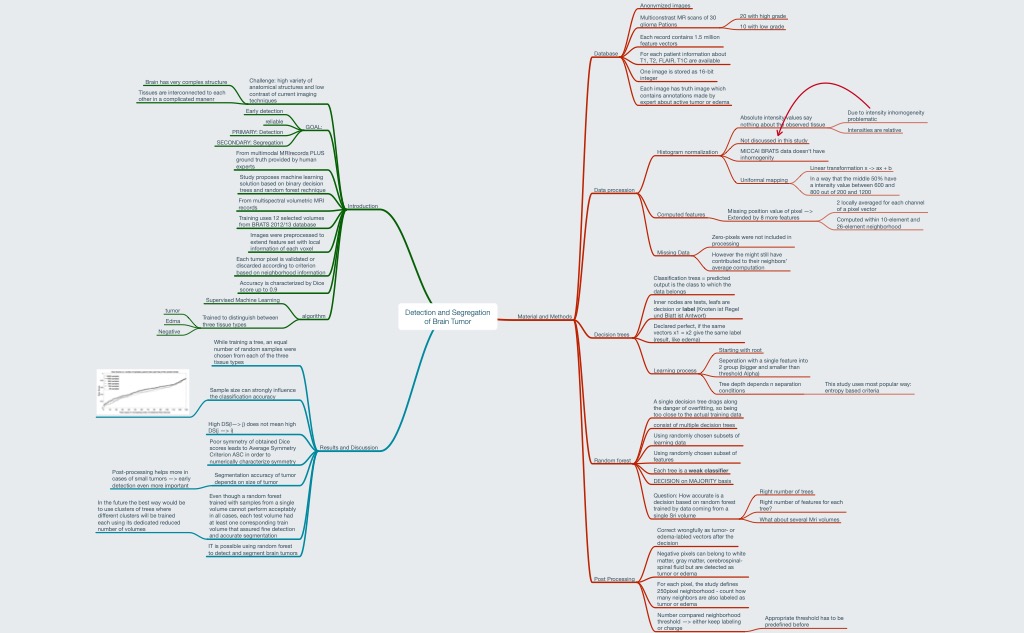 Detection and Segregation
of Brain Tumor
Introduction
Challenge: high variety of
anatomical structures and low
contrast of current imaging
techniques
Brain has very complex structure
Tissues are interconnected to each
other in a complicated manenr
GOAL:
Early detection
reliable
PRIMARY: Detection
SECONDARY: Segregation
From multimodal MRIrecords PLUS
ground truth provided by human
experts
Study proposes machine learning
solution based on binary decision
trees and random forest technique
From multispectral volumetric MRI
records
Training uses 12 selected volumes
from BRATS 2012/13 database
Images were preprocessed to
extend feature set with local
information of each voxel
Each tumor pixel is validated or
discarded according to criterion
based on neighborhood information
Accuracy is characterized by Dice
score up to 0.9
algorithm
Supervised Machine Learning
Trained to distinguish between
three tissue types
tumor
Edma
Negative
Results and Discussion
While training a tree, an equal
number of random samples were
chosen from each of the three
tissue types
Sample size can strongly influence
the classification accuracy
High DS(i—> j) does not mean high
DS(j —> i)
Poor symmetry of obtained Dice
scores leads to Average Symmetry
Criterion ASC in order to
numerically characterize symmetry
Segmentation accuracy of tumor
depends on size of tumor
Post-processing helps more in
cases of small tumors —> early
detection even more important
Even though a random forest
trained with samples from a single
volume cannot perform acceptably
in all cases, each test volume had
at least one corresponding train
volume that assured fine detection
and accurate segmentation
In the future the best way would be
to use clusters of trees where
different clusters will be trained
each using its dedicated reduced
number of volumes
IT is possible using random forest
to detect and segment brain tumors
Material and Methods
Database
Anonymized images
Multiconstrast MR scans of 30
glioma Pations
20 with high grade
10 with low grade
Each record contains 1.5 million
feature vectors
For each patient information about
T1, T2, FLAIR, T1C are available
One image is stored as 16-bit
integer
Each image has truth image which
contains annotations made by
expert about active tumor or edema
Data procession
Histogram normalization
Absolute intensity values say
nothing about the observed tissue
Due to intensity inhomogeneity
problematic
Intensities are relative
Not discussed in this study
MICCAI BRATS data doesn't have
inhomogenity
Uniformal mapping
Linear transformation x -> ax + b
In a way that the middle 50% have
a intensity value between 600 and
800 out of 200 and 1200
Computed features
Missing position value of pixel —>
Extended by 8 more features
2 locally averaged for each channel
of a pixel vector
Computed within 10-element and
26-element neighborhood
Missing Data
Zero-pixels were not included in
processing
However the might still have
contributed to their neighbors'
average computation
Decision trees
Classification trees = predicted
output is the class to which the
data belongs
Inner nodes are tests, leafs are
decision or label (Knoten ist Regel
und Blatt ist Antwort)
Declared perfect, if the same
vectors x1 = x2 give the same label
(result, ilke edema)
Learning process
Starting with root
Seperation with a single feature into
2 group (bigger and smaller than
threshold Alpha)
Tree depth depends n separation
conditions
This study uses most popular way:
entropy based criteria
Random forest
A single decision tree drags along
the danger of overfitting, so being
too close to the actual training data
consist of multiple decision trees
Using randomly chosen subsets of
learning data
Using randomly chosen subset of
features
Each tree is a weak classifier
DECISION on MAJORITY basis
Question: How accurate is a
decision based on random forest
trained by data coming from a
single Sri volume
Right number of trees
Right number of features for each
tree?
What about several Mri volumes
Post Processing
Correct wrongfully as tumor- or
edema-labled vectors after the
decision
Negative pixels can belong to white
matter, gray matter, cerebrospinal-
spinal fluid but are detected as
tumor or edema
For each pixel, the study defines
250pixel neighborhood - count how
many neighbors are also labeled as
tumor or edema
Number compared neighborhood
threshold —> either keep labeling
or change
Appropriate threshold has to be
predefined before